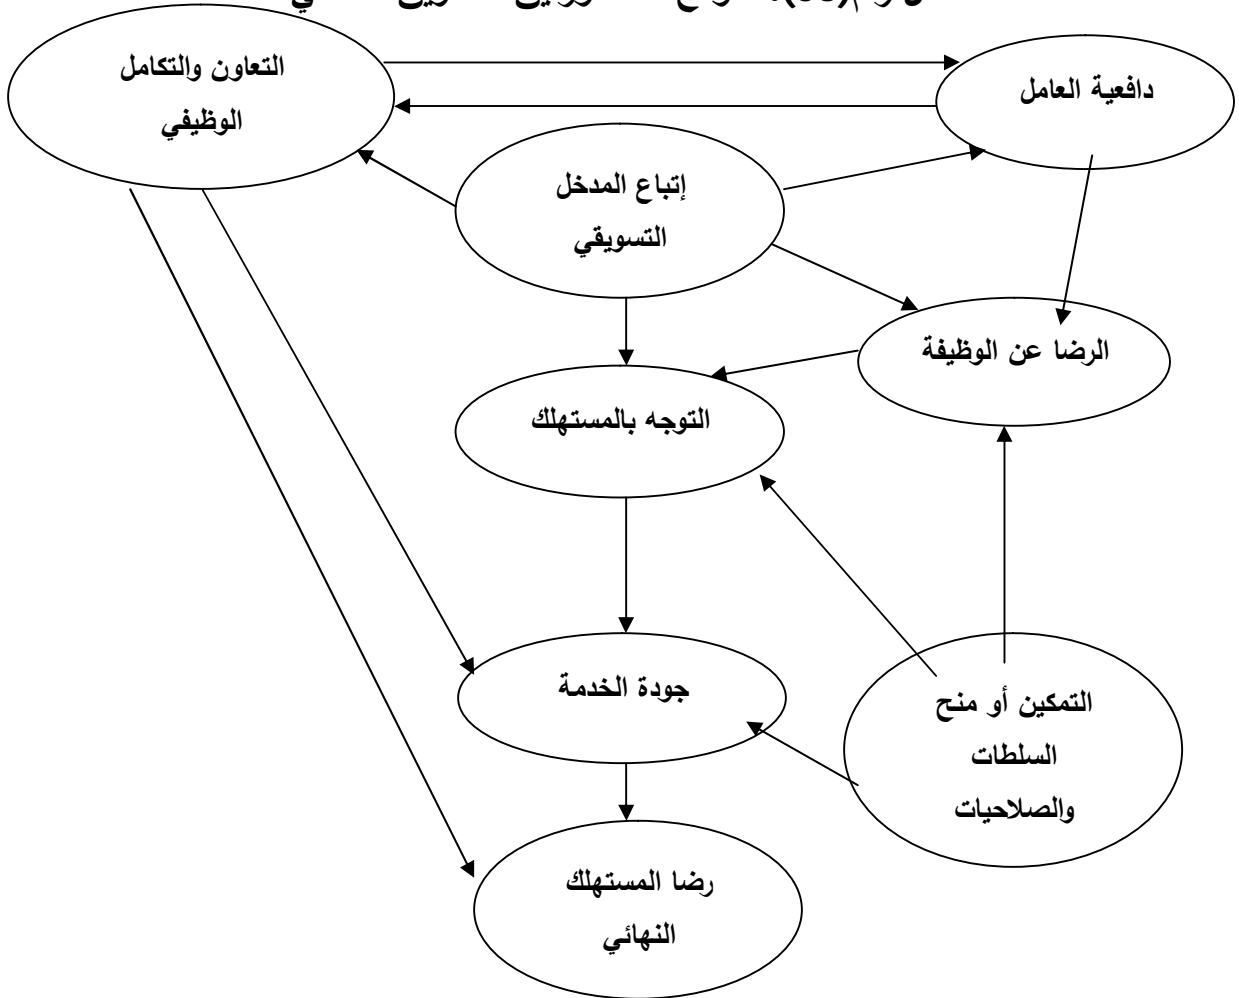 التعاون والتكامل
الوظيفي
دافعية العامل
إتباع المدخل
التسويقي
الرضا عن الوظيفة
التوجه بالمستهلك
جودة الخدمة
التمكين أو منح
السلطات
والصلاحيات
رضا المستهلك
النهائي